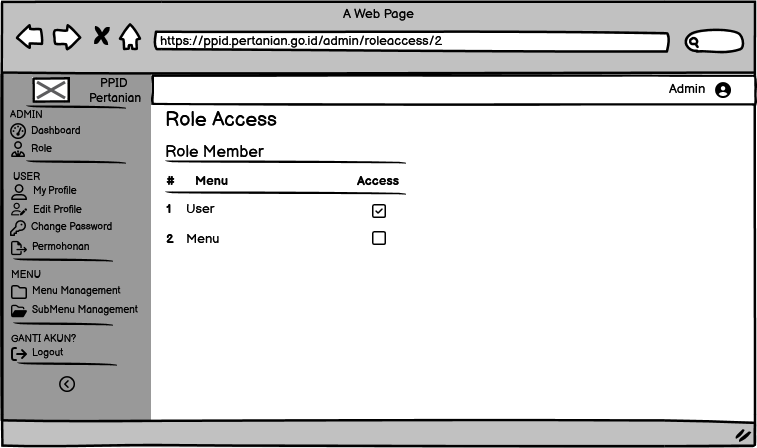 A Web Page
https://ppid.pertanian.go.id/admin/roleaccess/2
PPID
Pertanian
Admin
ADMIN
Dashboard
Role
USER
My Profile
Edit Profile
Change Password
Permohonan
MENU
Menu Management
SubMenu Management
GANTI AKUN?
Logout
Role Access
Role Member
# Menu Access
1 User
2 Menu